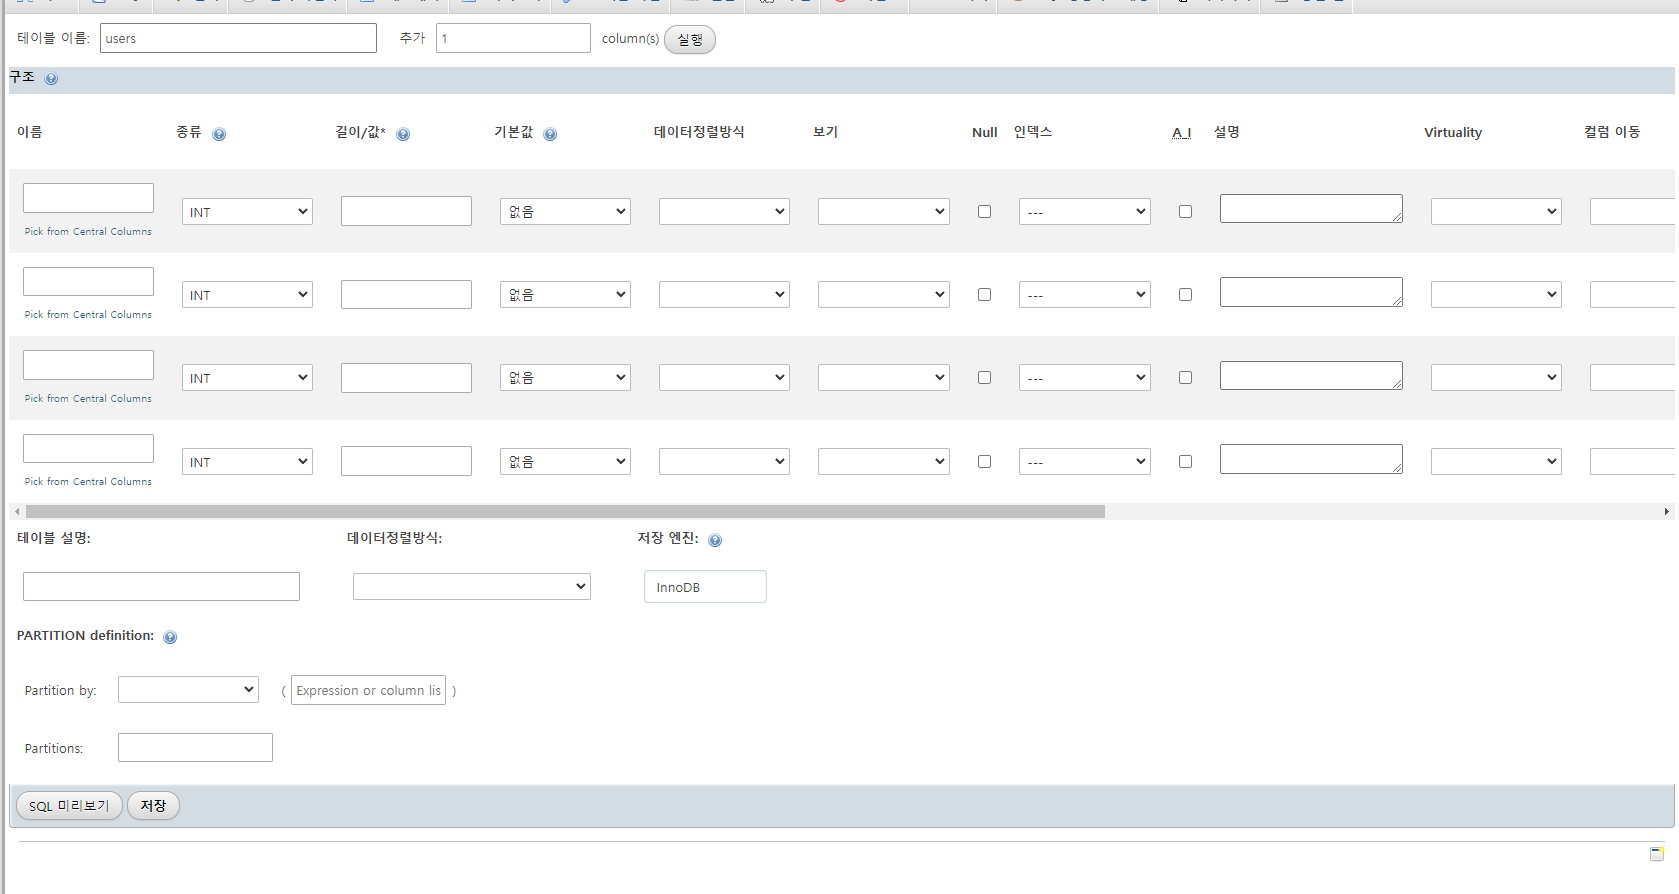 테이블 이름: users 추가 1 column(s) 실행
구조
이름 종류 길이/값* 기본값 데이터정렬방식 보기 Null 인덱스 A_I 설명 Virtuality 컬럼 이동
INT 없음 ---
Pick from Central Columns
INT 없음 ---
Pick from Central Columns
INT 없음 ---
Pick from Central Columns
INT 없음 ---
Pick from Central Columns
테이블 설명: 데이터정렬방식: 저장 엔진:
InnoDB
PARTITION definition:
Partition by: ( Expression or column lis )
Partitions:
SQL 미리보기 저장